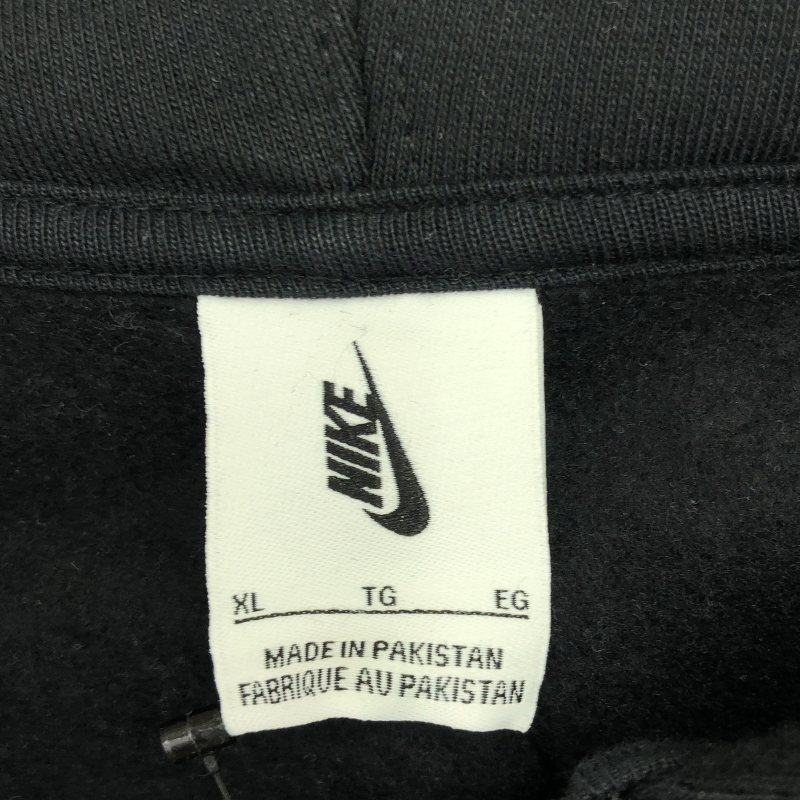 NIKE
XL TG EG
MADE IN PAKISTAN
FABRIQUE AU PAKISTAN